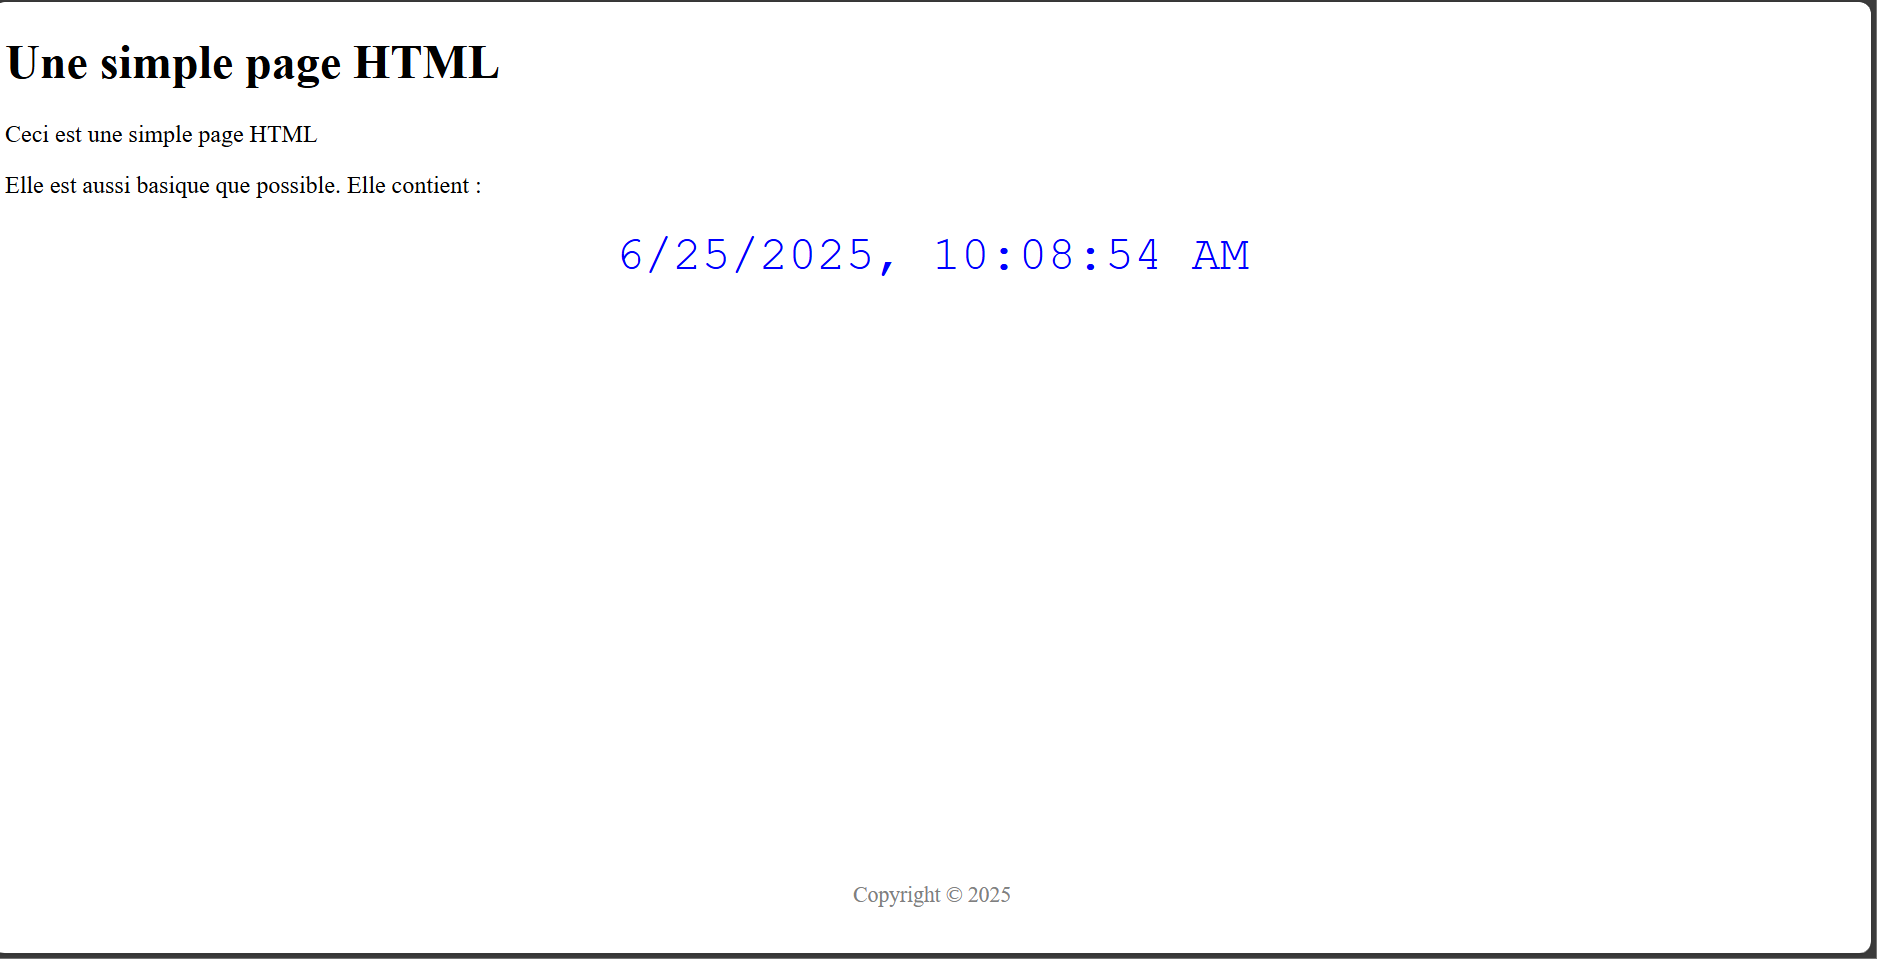 Une simple page HTML
Ceci est une simple page HTML
Elle est aussi basique que possible. Elle contient :
6/25/2025, 10:08:54 AM
Copyright © 2025